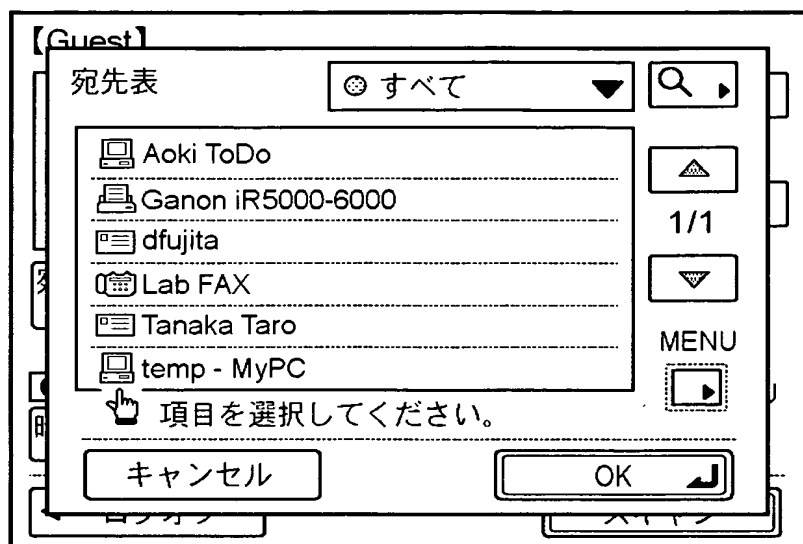 【Guest】
宛先表
すべて
Aoki ToDo
Ganon iR5000-6000
1/1
dfujita
Lab FAX
Tanaka Taro
MENU
temp - MyPC
項目を選択してください。
キャンセル
OK